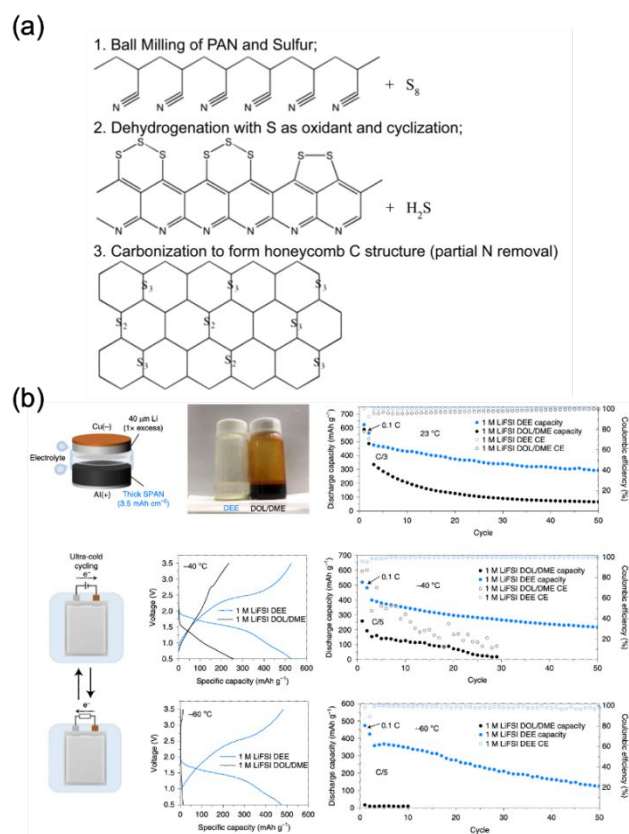 (a)
1. Ball Milling of PAN and Sulfur;
N N N N N N
+ S8
2. Dehydrogenation with S as oxidant and cyclization;
S S S S S S S S
N N N N N N N
+ H2S
3. Carbonization to form honeycomb C structure (partial N removal)
S3 S3 S3
S2 S2 S3
S3 S2 S3
(b)
Cu(−)
40 μm Li
(1× excess)
Electrolyte
Al(+)
Thick SPAN
(3.5 mAh cm−2)
DEE DOL/DME
Discharge capacity (mAh g−1)
700
600
500
400
300
200
100
0
0.1 C
23 °C
C/3
1 M LiFSI DEE capacity
1 M LiFSI DOL/DME capacity
1 M LiFSI DEE CE
1 M LiFSI DOL/DME CE
100
80
60
40
20
Coulombic efficiency (%)
0 10 20 30 40 50
Cycle
Ultra-cold
cycling
e−
e−
Voltage (V)
3.5
3.0
2.5
2.0
1.5
1.0
0.5
−40 °C
1 M LiFSI DEE
1 M LiFSI DOL/DME
0 100 200 300 400 500 600
Specific capacity (mAh g−1)
Discharge capacity (mAh g−1)
700
600
500
400
300
200
100
0
0.1 C
−40 °C
C/5
1 M LiFSI DOL/DME capacity
1 M LiFSI DEE capacity
1 M LiFSI DOL/DME CE
1 M LiFSI DEE CE
100
80
60
40
20
0
Coulombic efficiency (%)
0 10 20 30 40 50
Cycle
Voltage (V)
3.5
3.0
2.5
2.0
1.5
1.0
0.5
−60 °C
1 M LiFSI DEE
1 M LiFSI DOL/DME
0 100 200 300 400 500 600
Specific capacity (mAh g−1)
Discharge capacity (mAh g−1)
600
500
400
300
200
100
0
0.1 C
−60 °C
C/5
1 M LiFSI DOL/DME capacity
1 M LiFSI DEE capacity
1 M LiFSI DEE CE
100
80
60
40
20
0
Coulombic efficiency (%)
0 10 20 30 40 50
Cycle